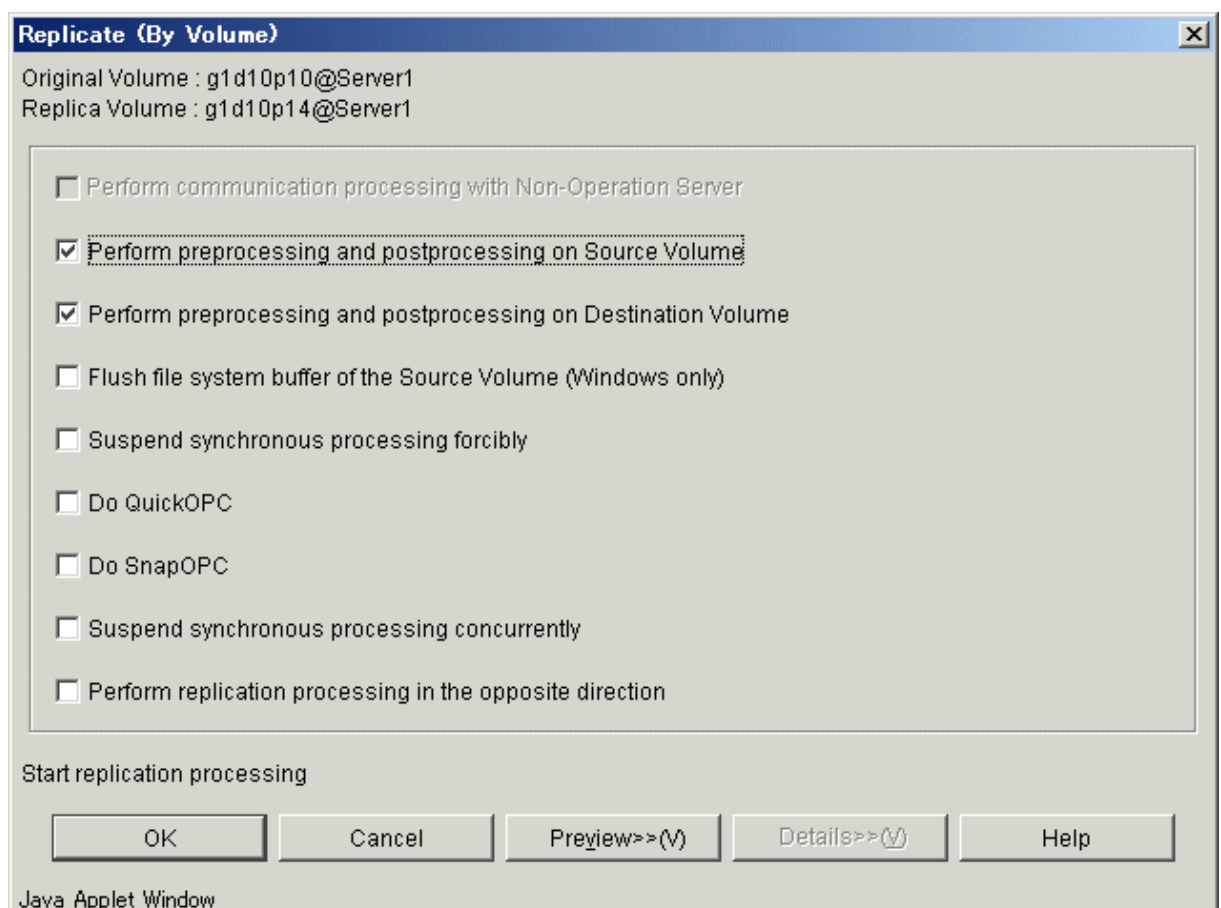 Replicate (By Volume)
Original Volume : g1d10p10@Server1
Replica Volume : g1d10p14@Server1
Perform communication processing with Non-Operation Server
Perform preprocessing and postprocessing on Source Volume
Perform preprocessing and postprocessing on Destination Volume
Flush file system buffer of the Source Volume (Windows only)
Suspend synchronous processing forcibly
Do QuickOPC
Do SnapOPC
Suspend synchronous processing concurrently
Perform replication processing in the opposite direction
Start replication processing
OK Cancel Preview>>(V) Details>>(V) Help
Java Applet Window